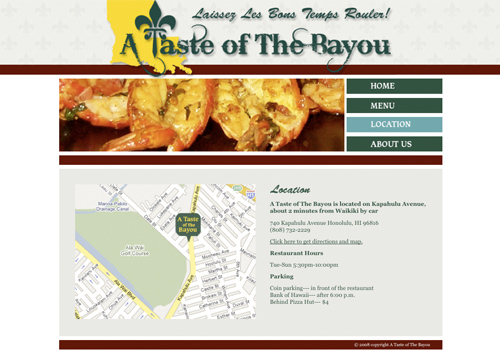 Laissez Les Bons Temps Rouler!
A Taste of The Bayou
HOME
MENU
LOCATION
ABOUT US
Location
A Taste of The Bayou is located on Kapahulu Avenue,
about 2 minutes from Waikiki by car
740 Kapahulu Avenue Honolulu, HI 96816
(808) 732-2229
Click here to get directions and map.
Restaurant Hours
Tue-Sun 5:30pm-10:00pm
Parking
Coin parking— in front of the restaurant
Bank of Hawaii— after 6:00 p.m.
Behind Pizza Hut— $4
Manoa-Palolo
Drainage Canal
Ala Wai
Golf Course
Ala Wai Blvd
Kapahulu Ave
A Taste
of the
Bayou
© 2008 copyright A Taste of The Bayou